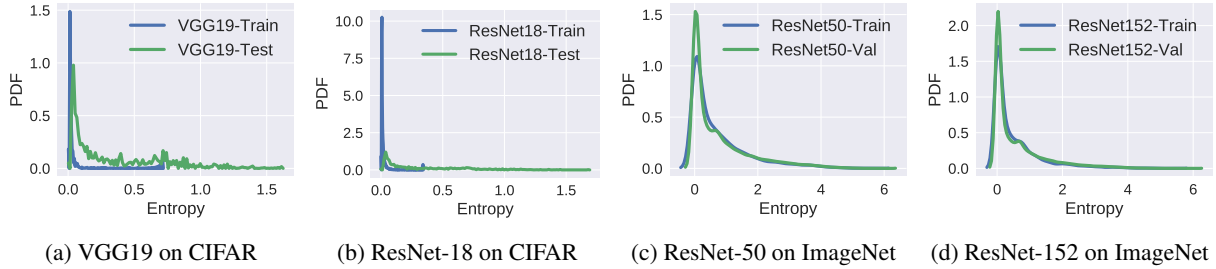 VGG19-Train
VGG19-Test
PDF
1.5
1.0
0.5
0.0
0.0 0.5 1.0 1.5
Entropy
(a) VGG19 on CIFAR
ResNet18-Train
ResNet18-Test
PDF
10.0
7.5
5.0
2.5
0.0
0.0 0.5 1.0 1.5
Entropy
(b) ResNet-18 on CIFAR
ResNet50-Train
ResNet50-Val
PDF
1.5
1.0
0.5
0.0
0 2 4 6
Entropy
(c) ResNet-50 on ImageNet
ResNet152-Train
ResNet152-Val
PDF
2.0
1.5
1.0
0.5
0.0
0 2 4 6
Entropy
(d) ResNet-152 on ImageNet